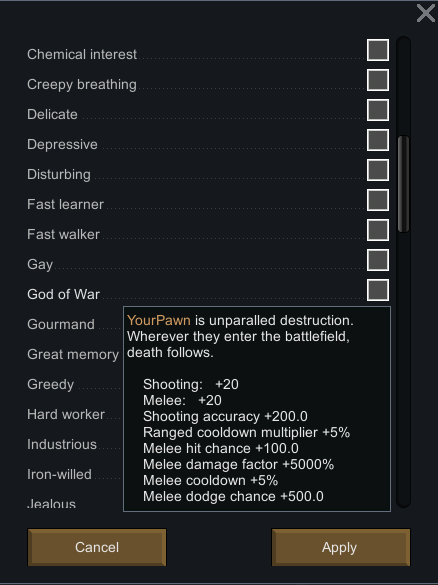 Chemical interest
Creepy breathing
Delicate
Depressive
Disturbing
Fast learner
Fast walker
Gay
God of War
Gourmand
Great memory
Greedy
Hard worker
Industrious
Iron-willed
Jealous
YourPawn is unparalled destruction.
Wherever they enter the battlefield,
death follows.
Shooting: +20
Melee: +20
Shooting accuracy +200.0
Ranged cooldown multiplier +5%
Melee hit chance +100.0
Melee damage factor +5000%
Melee cooldown +5%
Melee dodge chance +500.0
Cancel
Apply